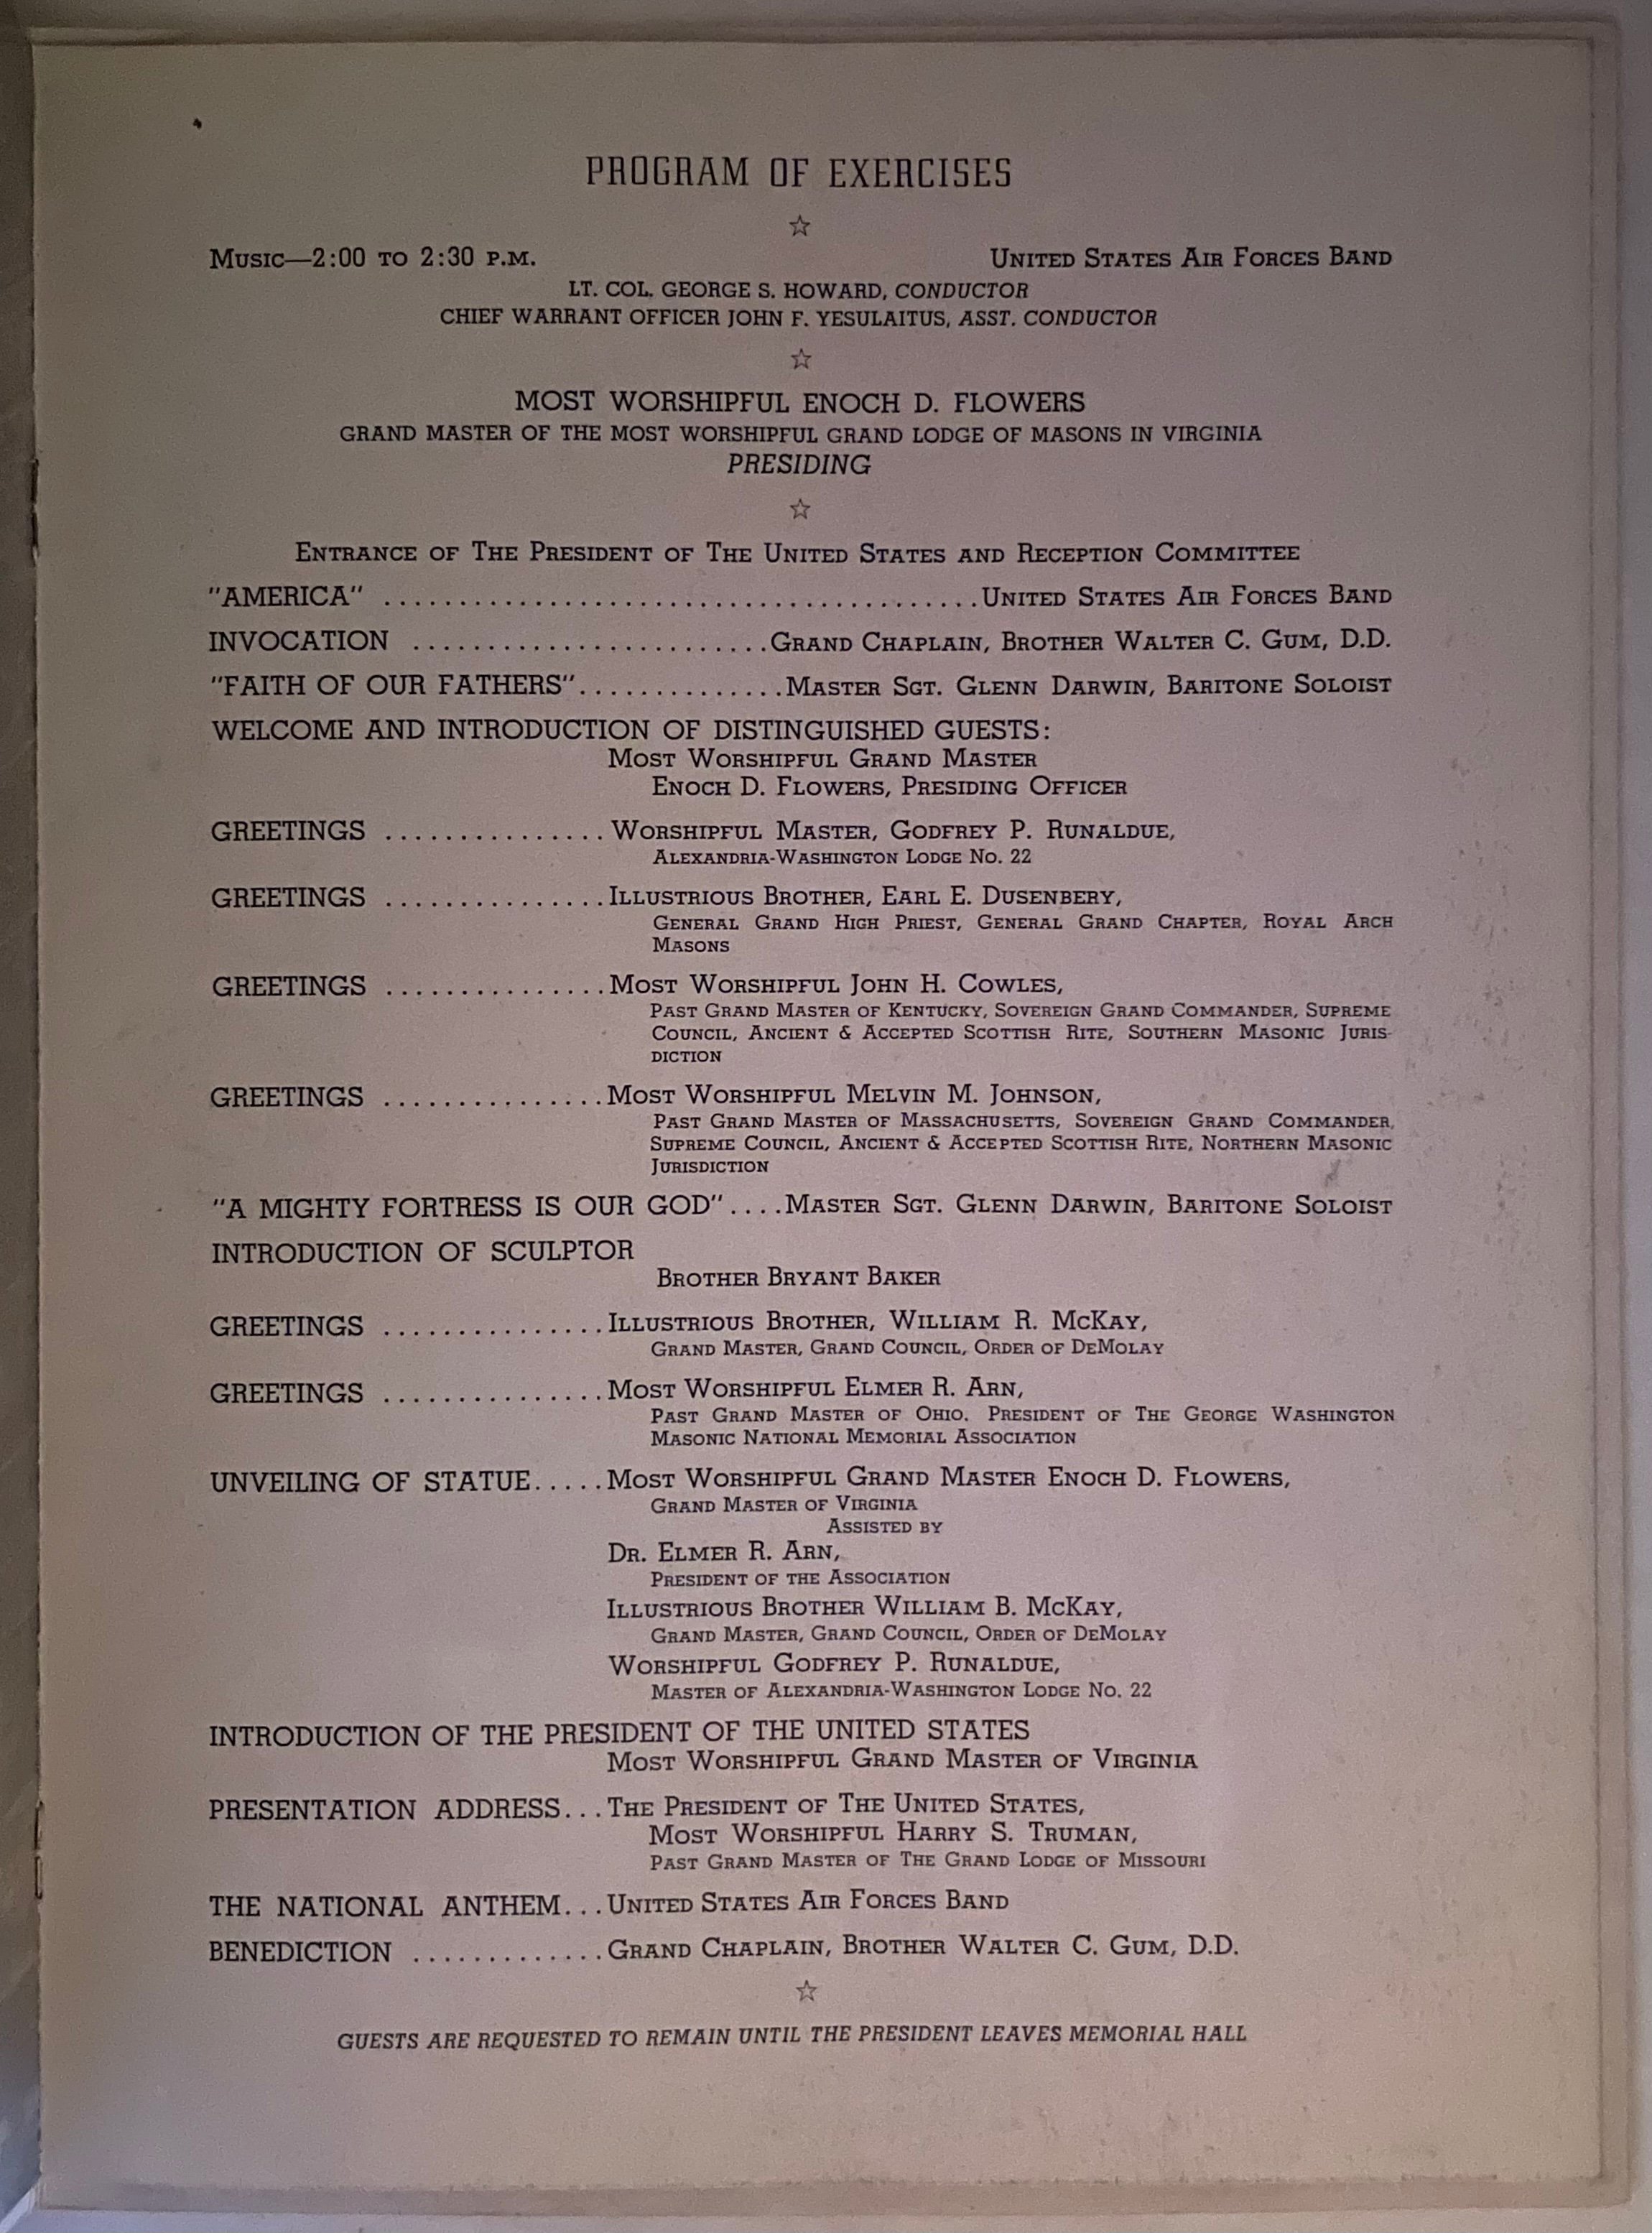 PROGRAM OF EXERCISES
☆
MUSIC—2:00 TO 2:30 P.M. UNITED STATES AIR FORCES BAND
LT. COL. GEORGE S. HOWARD, CONDUCTOR
CHIEF WARRANT OFFICER JOHN F. YESULAITUS, ASST. CONDUCTOR
☆
MOST WORSHIPFUL ENOCH D. FLOWERS
GRAND MASTER OF THE MOST WORSHIPFUL GRAND LODGE OF MASONS IN VIRGINIA
PRESIDING
☆
ENTRANCE OF THE PRESIDENT OF THE UNITED STATES AND RECEPTION COMMITTEE
"AMERICA" ........................................UNITED STATES AIR FORCES BAND
INVOCATION ........................GRAND CHAPLAIN, BROTHER WALTER C. GUM, D.D.
"FAITH OF OUR FATHERS"..............MASTER SGT. GLENN DARWIN, BARITONE SOLOIST
WELCOME AND INTRODUCTION OF DISTINGUISHED GUESTS:
MOST WORSHIPFUL GRAND MASTER
ENOCH D. FLOWERS, PRESIDING OFFICER
GREETINGS ............... WORSHIPFUL MASTER, GODFREY P. RUNALDUE,
ALEXANDRIA-WASHINGTON LODGE NO. 22
GREETINGS ...............ILLUSTRIOUS BROTHER, EARL E. DUSENBERY,
GENERAL GRAND HIGH PRIEST, GENERAL GRAND CHAPTER, ROYAL ARCH
MASONS
GREETINGS ...............MOST WORSHIPFUL JOHN H. COWLES,
PAST GRAND MASTER OF KENTUCKY, SOVEREIGN GRAND COMMANDER, SUPREME
COUNCIL, ANCIENT & ACCEPTED SCOTTISH RITE, SOUTHERN MASONIC JURIS-
DICTION
GREETINGS ...............MOST WORSHIPFUL MELVIN M. JOHNSON,
PAST GRAND MASTER OF MASSACHUSETTS, SOVEREIGN GRAND COMMANDER,
SUPREME COUNCIL, ANCIENT & ACCEPTED SCOTTISH RITE, NORTHERN MASONIC
JURISDICTION
"A MIGHTY FORTRESS IS OUR GOD"....MASTER SGT. GLENN DARWIN, BARITONE SOLOIST
INTRODUCTION OF SCULPTOR
BROTHER BRYANT BAKER
GREETINGS ...............ILLUSTRIOUS BROTHER, WILLIAM R. MCKAY,
GRAND MASTER, GRAND COUNCIL, ORDER OF DEMOLAY
GREETINGS ...............MOST WORSHIPFUL ELMER R. ARN,
PAST GRAND MASTER OF OHIO. PRESIDENT OF THE GEORGE WASHINGTON
MASONIC NATIONAL MEMORIAL ASSOCIATION
UNVEILING OF STATUE.....MOST WORSHIPFUL GRAND MASTER ENOCH D. FLOWERS,
GRAND MASTER OF VIRGINIA
ASSISTED BY
DR. ELMER R. ARN,
PRESIDENT OF THE ASSOCIATION
ILLUSTRIOUS BROTHER WILLIAM B. MCKAY,
GRAND MASTER, GRAND COUNCIL, ORDER OF DEMOLAY
WORSHIPFUL GODFREY P. RUNALDUE,
MASTER OF ALEXANDRIA-WASHINGTON LODGE NO. 22
INTRODUCTION OF THE PRESIDENT OF THE UNITED STATES
MOST WORSHIPFUL GRAND MASTER OF VIRGINIA
PRESENTATION ADDRESS...THE PRESIDENT OF THE UNITED STATES,
MOST WORSHIPFUL HARRY S. TRUMAN,
PAST GRAND MASTER OF THE GRAND LODGE OF MISSOURI
THE NATIONAL ANTHEM...UNITED STATES AIR FORCES BAND
BENEDICTION .............GRAND CHAPLAIN, BROTHER WALTER C. GUM, D.D.
☆
GUESTS ARE REQUESTED TO REMAIN UNTIL THE PRESIDENT LEAVES MEMORIAL HALL